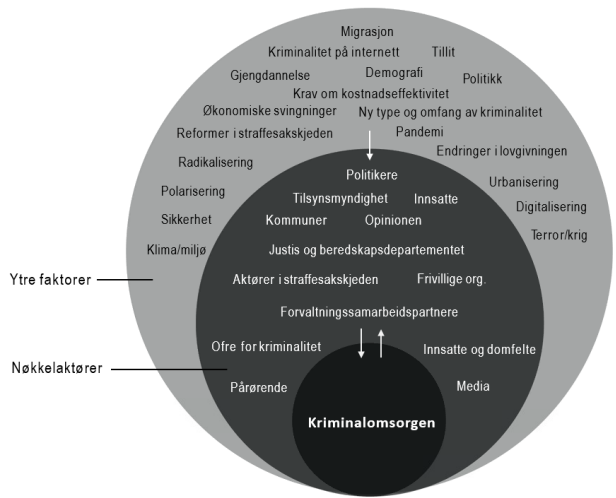 Migrasjon
Kriminalitet på internett
Tillit
Gjengdannelse
Demografi
Politikk
Krav om kostnadseffektivitet
Økonomiske svingninger
Ny type og omfang av kriminalitet
Reformer i straffesakskjeden
Pandemi
Endringer i lovgivningen
Radikalisering
Politikere
Urbanisering
Polarisering
Tilsynsmyndighet
Innsatte
Digitalisering
Sikkerhet
Kommuner
Opinionen
Terror/krig
Klima/miljø
Justis og beredskapsdepartementet
Ytre faktorer
Aktører i straffesakskjeden
Frivillige org.
Forvaltningssamarbeidspartnere
Ofre for kriminalitet
Innsatte og domfelte
Nøkkelaktører
Pårørende
Media
Kriminalomsorgen